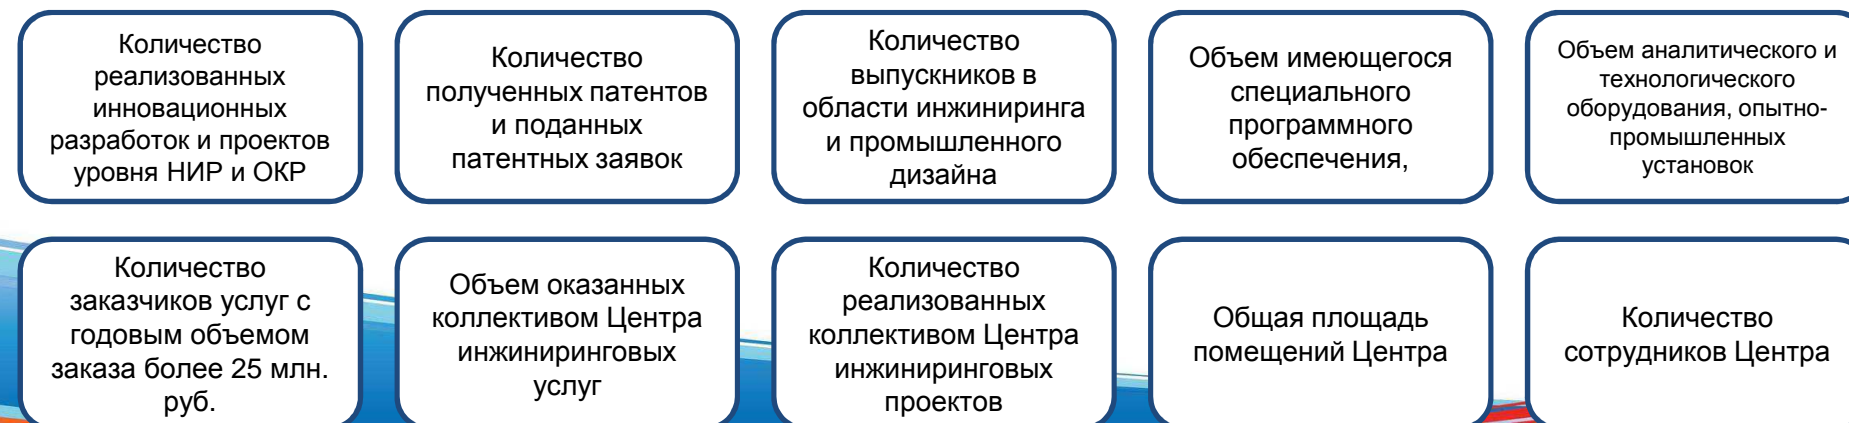 Количество
реализованных
инновационных
разработок и проектов
уровня НИР и ОКР
Количество
полученных патентов
и поданных
патентных заявок
Количество
выпускников в
области инжиниринга
и промышленного
дизайна
Объем имеющегося
специального
программного
обеспечения,
Объем аналитического и
технологического
оборудования, опытно-
промышленных
установок
Количество
заказчиков услуг с
годовым объемом
заказа более 25 млн.
руб.
Объем оказанных
коллективом Центра
инжиниринговых
услуг
Количество
реализованных
коллективом Центра
инжиниринговых
проектов
Общая площадь
помещений Центра
Количество
сотрудников Центра